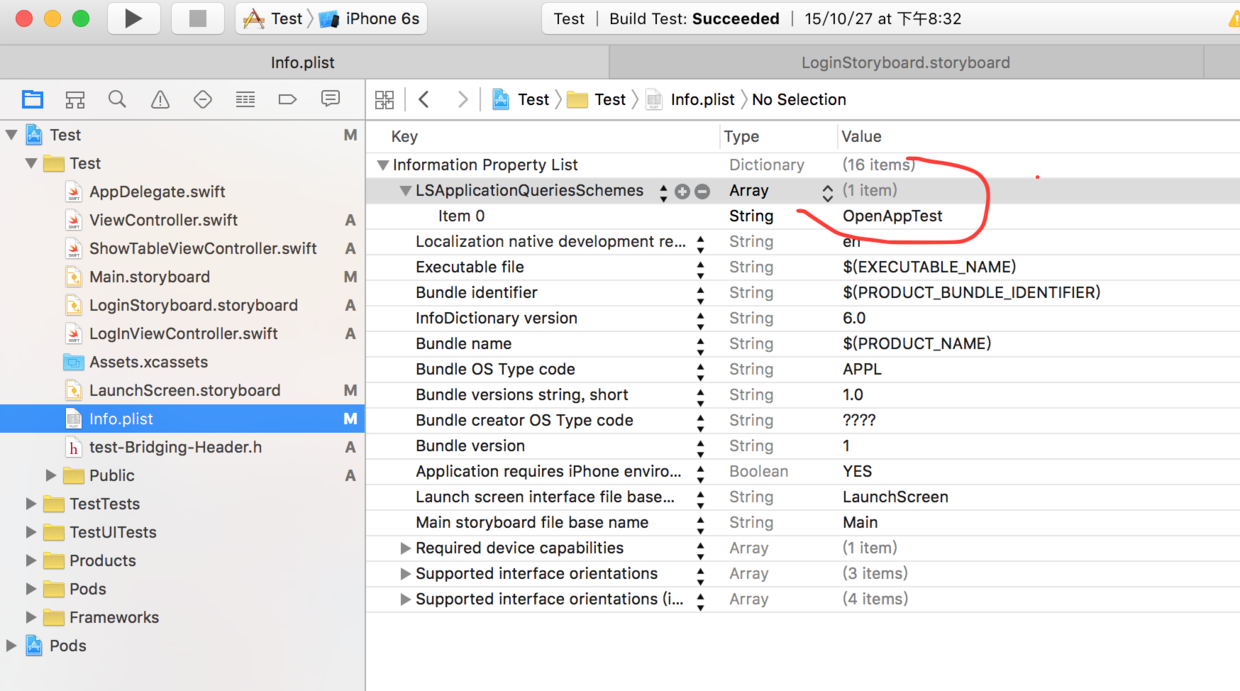 Test iPhone 6s
Test | Build Test: Succeeded | 15/10/27 at 下午8:32
Info.plist
LoginStoryboard.storyboard
Test M
Test
AppDelegate.swift
ViewController.swift A
ShowTableViewController.swift A
Main.storyboard M
LoginStoryboard.storyboard A
LogInViewController.swift A
Assets.xcassets
LaunchScreen.storyboard M
Info.plist M
test-Bridging-Header.h A
Public A
TestTests
TestUITests
Products
Pods
Frameworks
Pods
Test Test Info.plist No Selection
Key Type Value
Information Property List Dictionary (16 items)
LSApplicationQueriesSchemes Array (1 item)
Item 0 String OpenAppTest
Localization native development re... String en
Executable file String $(EXECUTABLE_NAME)
Bundle identifier String $(PRODUCT_BUNDLE_IDENTIFIER)
InfoDictionary version String 6.0
Bundle name String $(PRODUCT_NAME)
Bundle OS Type code String APPL
Bundle versions string, short String 1.0
Bundle creator OS Type code String ????
Bundle version String 1
Application requires iPhone enviro... Boolean YES
Launch screen interface file base... String LaunchScreen
Main storyboard file base name String Main
Required device capabilities Array (1 item)
Supported interface orientations Array (3 items)
Supported interface orientations (i... Array (4 items)